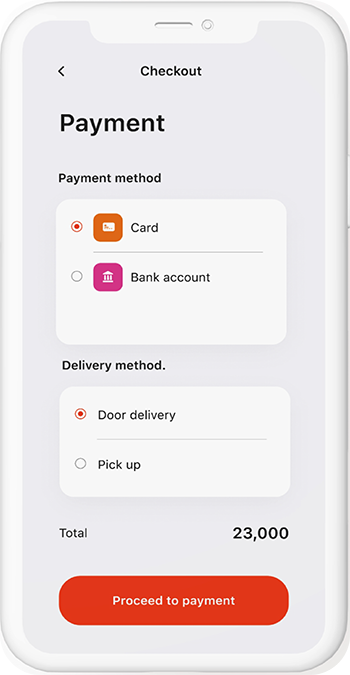 Checkout
Payment
Payment method
Card
Bank account
Delivery method.
Door delivery
Pick up
Total 23,000
Proceed to payment